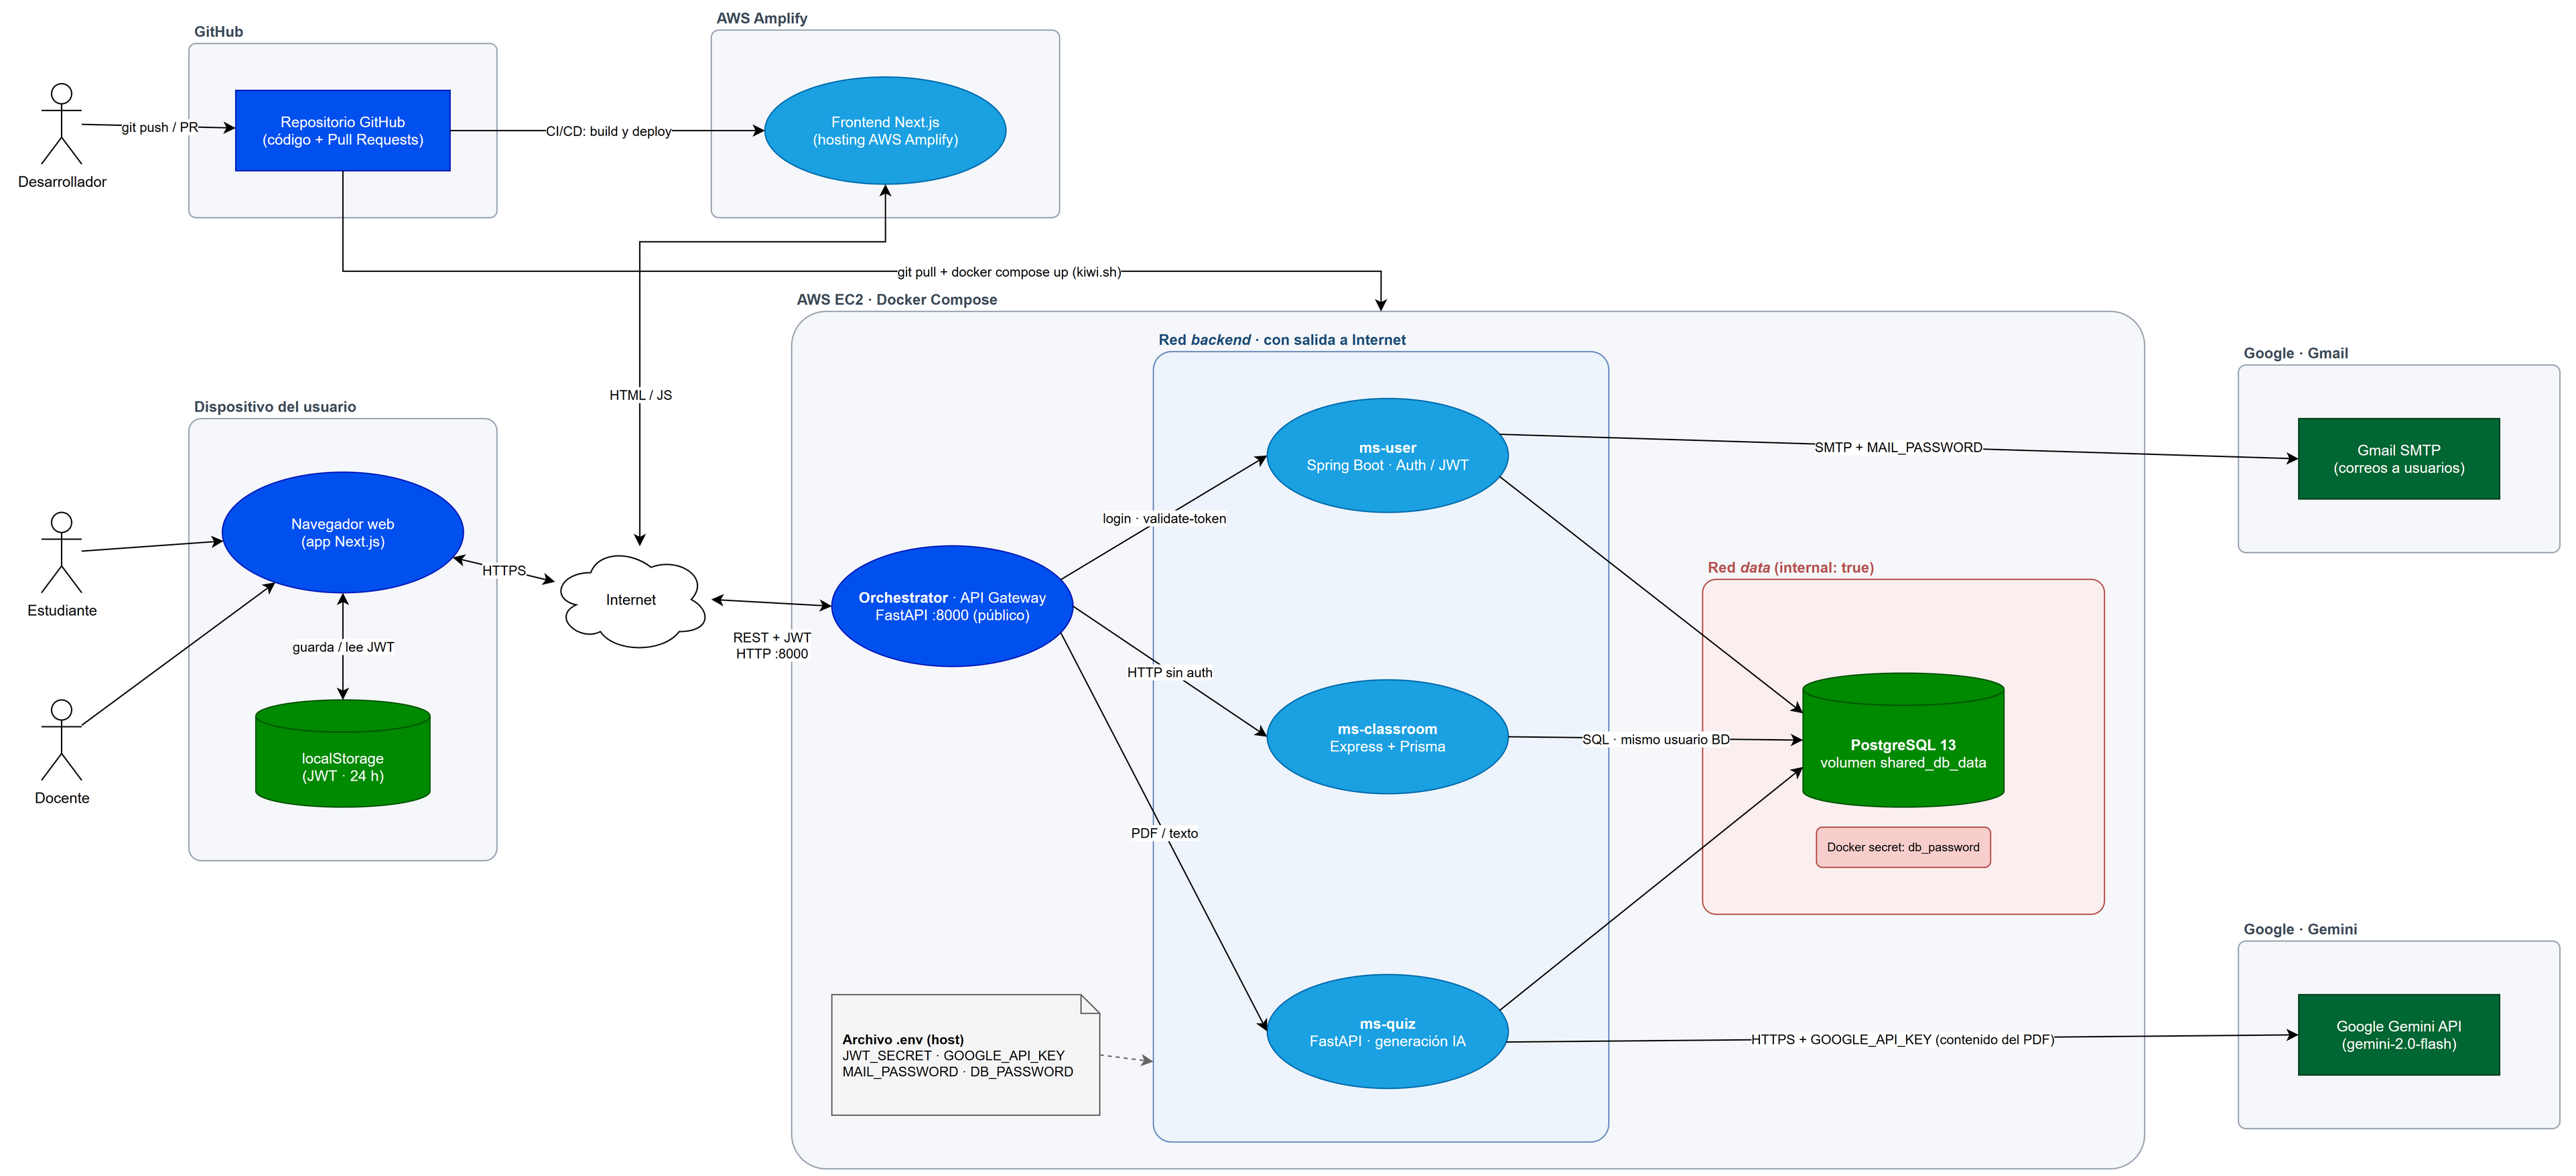 GitHub
AWS Amplify
Desarrollador
git push / PR
Repositorio GitHub
(código + Pull Requests)
CI/CD: build y deploy
Frontend Next.js
(hosting AWS Amplify)
git pull + docker compose up (kiwi.sh)
HTML / JS
AWS EC2 · Docker Compose
Red backend · con salida a Internet
Dispositivo del usuario
Estudiante
Docente
Navegador web
(app Next.js)
guarda / lee JWT
localStorage
(JWT · 24 h)
HTTPS
Internet
REST + JWT
HTTP :8000
Orchestrator · API Gateway
FastAPI :8000 (público)
login · validate-token
HTTP sin auth
PDF / texto
ms-user
Spring Boot · Auth / JWT
ms-classroom
Express + Prisma
ms-quiz
FastAPI · generación IA
SMTP + MAIL_PASSWORD
SQL · mismo usuario BD
HTTPS + GOOGLE_API_KEY (contenido del PDF)
Red data (internal: true)
PostgreSQL 13
volumen shared_db_data
Docker secret: db_password
Archivo .env (host)
JWT_SECRET · GOOGLE_API_KEY
MAIL_PASSWORD · DB_PASSWORD
Google · Gmail
Gmail SMTP
(correos a usuarios)
Google · Gemini
Google Gemini API
(gemini-2.0-flash)